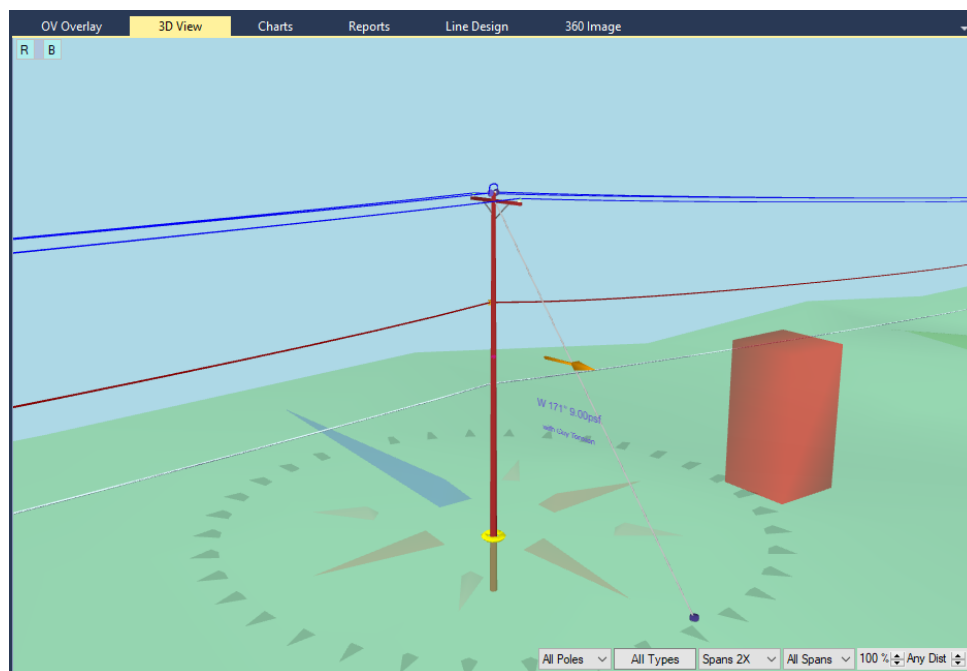 OV Overlay 3D View Charts Reports Line Design 360 Image
R B
W 171° 9.00psf
with Guy Tension
All Poles All Types Spans 2X All Spans 100 % Any Dist